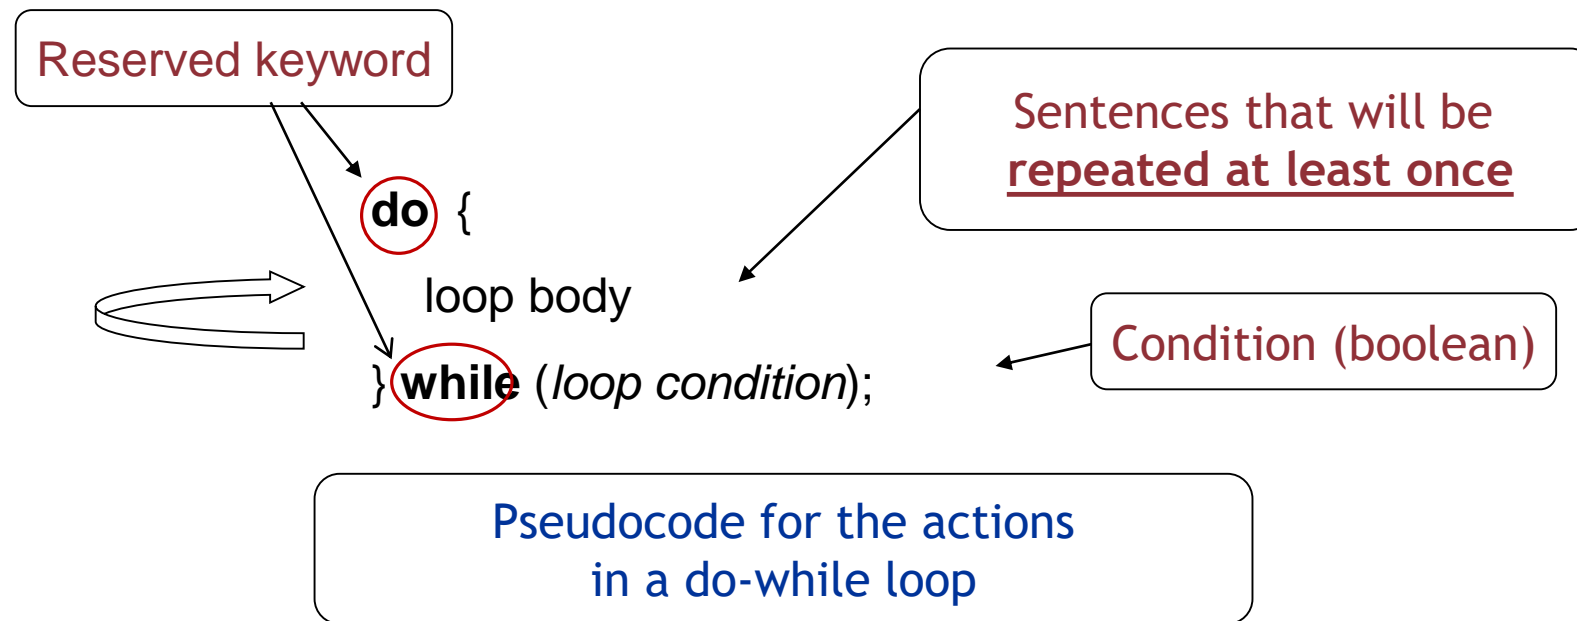 Reserved keyword
Sentences that will be
repeated at least once
do {
loop body
Condition (boolean)
} while (loop condition);
Pseudocode for the actions
in a do-while loop